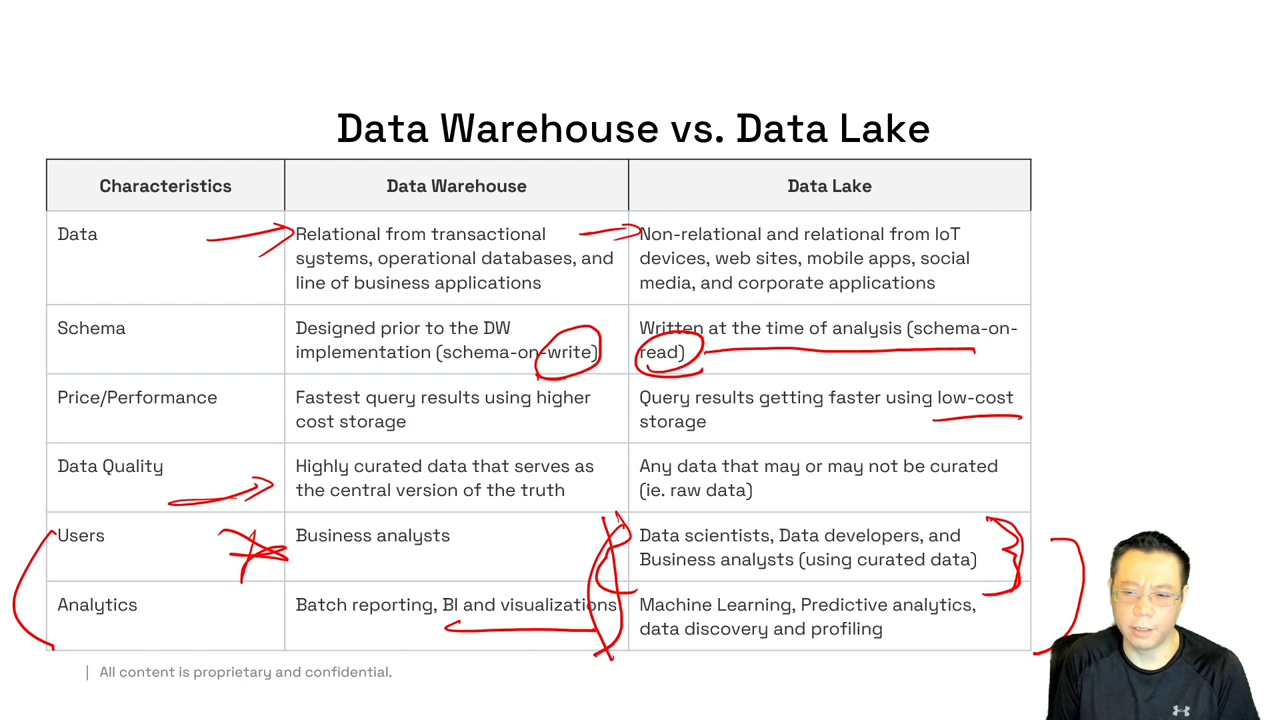 Data Warehouse vs. Data Lake
Characteristics
Data Warehouse
Data Lake
Data
Relational from transactional
systems, operational databases, and
line of business applications
Non-relational and relational from IoT
devices, web sites, mobile apps, social
media, and corporate applications
Schema
Designed prior to the DW
implementation (schema-on-write)
Written at the time of analysis (schema-on-
read)
Price/Performance
Fastest query results using higher
cost storage
Query results getting faster using low-cost
storage
Data Quality
Highly curated data that serves as
the central version of the truth
Any data that may or may not be curated
(ie. raw data)
Users
Business analysts
Data scientists, Data developers, and
Business analysts (using curated data)
Analytics
Batch reporting, BI and visualizations
Machine Learning, Predictive analytics,
data discovery and profiling
| All content is proprietary and confidential.